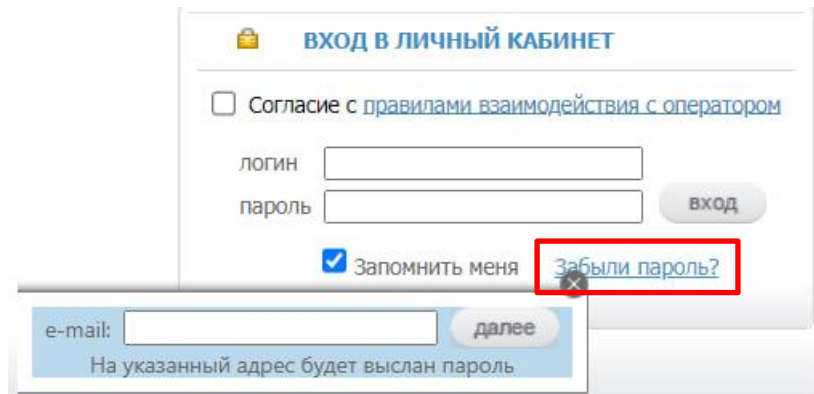 ВХОД В ЛИЧНЫЙ КАБИНЕТ
Согласие с правилами взаимодействия с оператором
логин
пароль вход
Запомнить меня Забыли пароль?
e-mail: далее
На указанный адрес будет выслан пароль